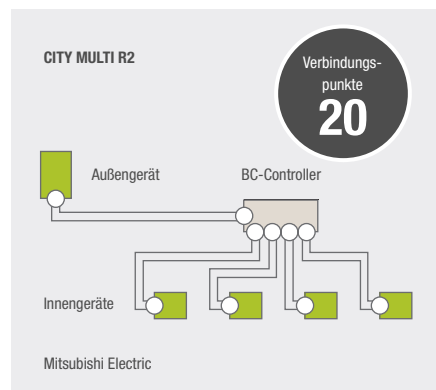 CITY MULTI R2
Verbindungs-
punkte
20
Außengerät
BC-Controller
Innengeräte
Mitsubishi Electric